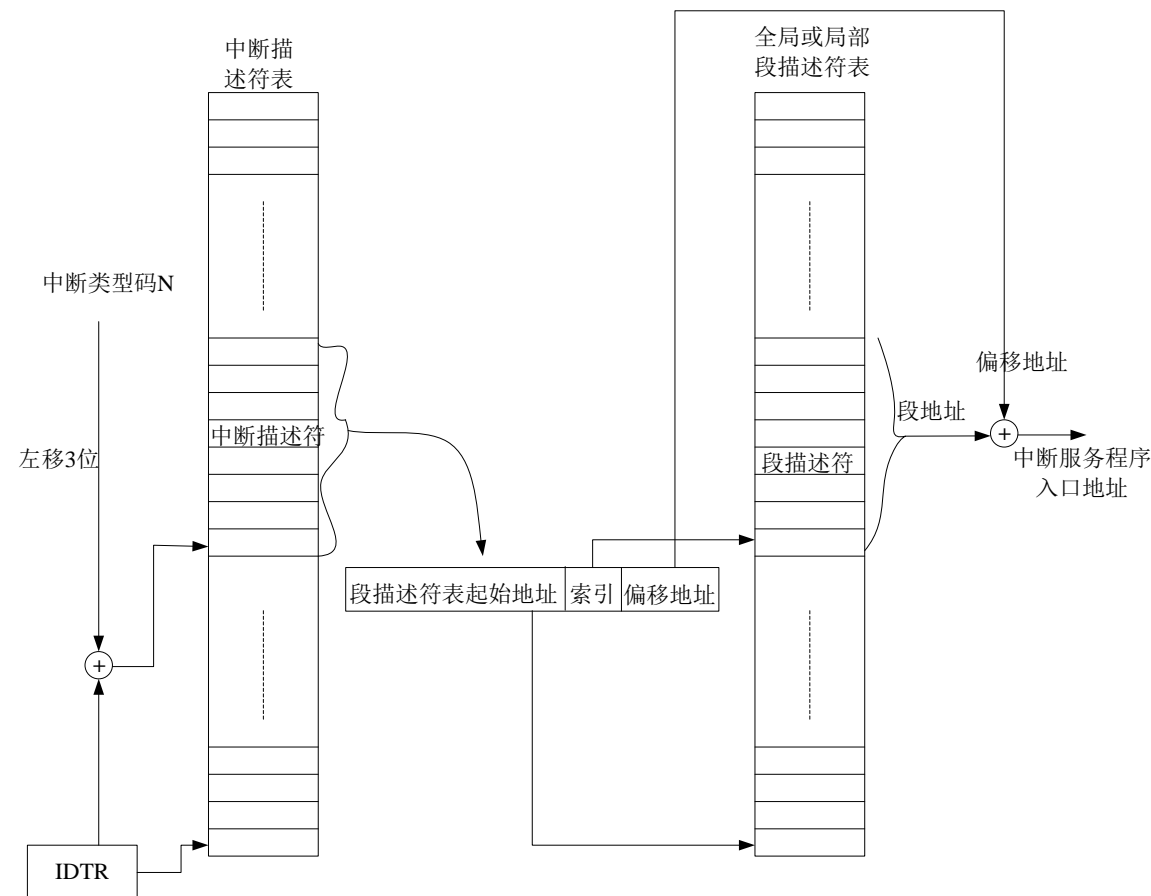 中断描
述符表
全局或局部
段描述符表
中断类型码N
偏移地址
段地址
中断描述符
左移3位
段描述符
中断服务程序
入口地址
段描述符表起始地址
索引
偏移地址
IDTR